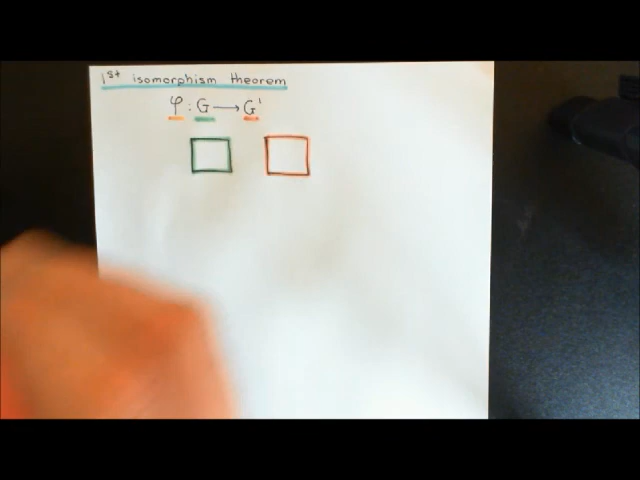 1st isomorphism theorem
φ : G ⟶ G'